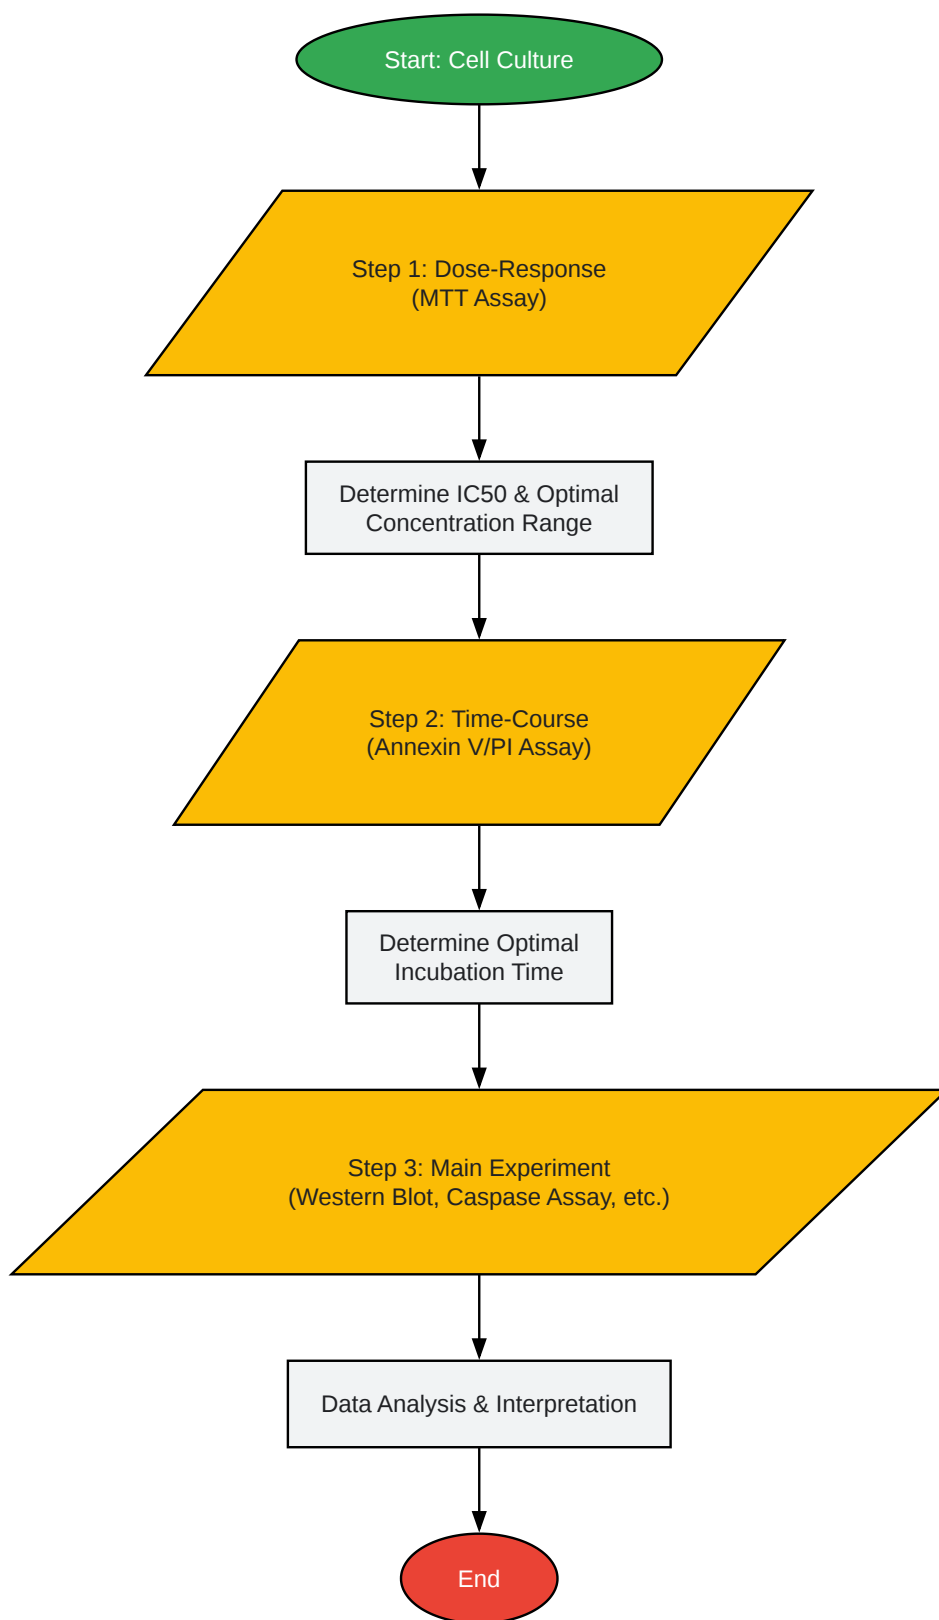 Start: Cell Culture
Step 1: Dose-Response
(MTT Assay)
Determine IC50 & Optimal
Concentration Range
Step 2: Time-Course
(Annexin V/PI Assay)
Determine Optimal
Incubation Time
Step 3: Main Experiment
(Western Blot, Caspase Assay, etc.)
Data Analysis & Interpretation
End